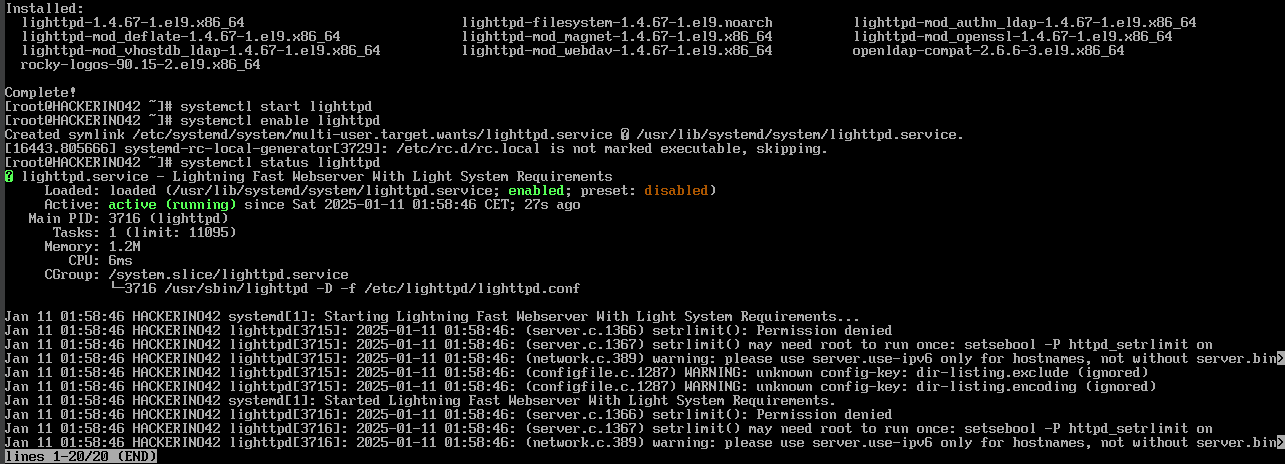 Installed:
  lighttpd-1.4.67-1.el9.x86_64                           lighttpd-filesystem-1.4.67-1.el9.noarch          lighttpd-mod_authn_ldap-1.4.67-1.el9.x86_64
  lighttpd-mod_deflate-1.4.67-1.el9.x86_64               lighttpd-mod_magnet-1.4.67-1.el9.x86_64          lighttpd-mod_openssl-1.4.67-1.el9.x86_64
  lighttpd-mod_vhostdb_ldap-1.4.67-1.el9.x86_64          lighttpd-mod_webdav-1.4.67-1.el9.x86_64          openldap-compat-2.6.6-3.el9.x86_64
  rocky-logos-90.15-2.el9.x86_64

Complete!
[root@HACKERINO42 ~]# systemctl start lighttpd
[root@HACKERINO42 ~]# systemctl enable lighttpd
Created symlink /etc/systemd/system/multi-user.target.wants/lighttpd.service � /usr/lib/systemd/system/lighttpd.service.
[16443.805666] systemd-rc-local-generator[3729]: /etc/rc.d/rc.local is not marked executable, skipping.
[root@HACKERINO42 ~]# systemctl status lighttpd
� lighttpd.service - Lightning Fast Webserver With Light System Requirements
     Loaded: loaded (/usr/lib/systemd/system/lighttpd.service; enabled; preset: disabled)
     Active: active (running) since Sat 2025-01-11 01:58:46 CET; 27s ago
   Main PID: 3716 (lighttpd)
      Tasks: 1 (limit: 11095)
     Memory: 1.2M
        CPU: 6ms
     CGroup: /system.slice/lighttpd.service
             └─3716 /usr/sbin/lighttpd -D -f /etc/lighttpd/lighttpd.conf

Jan 11 01:58:46 HACKERINO42 systemd[1]: Starting Lightning Fast Webserver With Light System Requirements...
Jan 11 01:58:46 HACKERINO42 lighttpd[3715]: 2025-01-11 01:58:46: (server.c.1366) setrlimit(): Permission denied
Jan 11 01:58:46 HACKERINO42 lighttpd[3715]: 2025-01-11 01:58:46: (server.c.1367) setrlimit() may need root to run once: setsebool -P httpd_setrlimit on
Jan 11 01:58:46 HACKERINO42 lighttpd[3715]: 2025-01-11 01:58:46: (network.c.389) warning: please use server.use-ipv6 only for hostnames, not without server.bin>
Jan 11 01:58:46 HACKERINO42 lighttpd[3715]: 2025-01-11 01:58:46: (configfile.c.1287) WARNING: unknown config-key: dir-listing.exclude (ignored)
Jan 11 01:58:46 HACKERINO42 lighttpd[3715]: 2025-01-11 01:58:46: (configfile.c.1287) WARNING: unknown config-key: dir-listing.encoding (ignored)
Jan 11 01:58:46 HACKERINO42 systemd[1]: Started Lightning Fast Webserver With Light System Requirements.
Jan 11 01:58:46 HACKERINO42 lighttpd[3716]: 2025-01-11 01:58:46: (server.c.1366) setrlimit(): Permission denied
Jan 11 01:58:46 HACKERINO42 lighttpd[3716]: 2025-01-11 01:58:46: (server.c.1367) setrlimit() may need root to run once: setsebool -P httpd_setrlimit on
Jan 11 01:58:46 HACKERINO42 lighttpd[3716]: 2025-01-11 01:58:46: (network.c.389) warning: please use server.use-ipv6 only for hostnames, not without server.bin>
lines 1-20/20 (END)